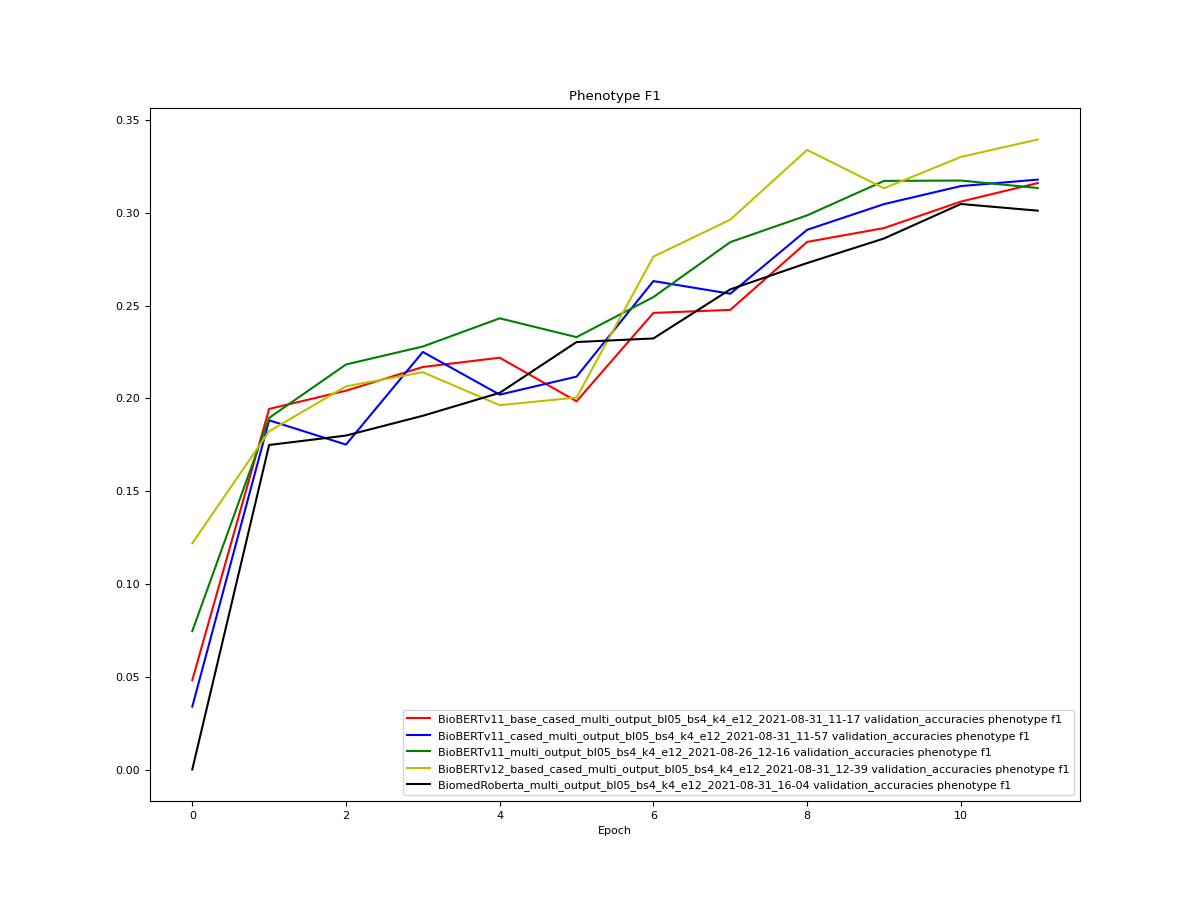 Phenotype F1
0.35
0.30
0.25
0.20
0.15
0.10
0.05
0.00
BioBERTv11_base_cased_multi_output_bl05_bs4_k4_e12_2021-08-31_11-17 validation_accuracies phenotype f1
BioBERTv11_cased_multi_output_bl05_bs4_k4_e12_2021-08-31_11-57 validation_accuracies phenotype f1
BioBERTv11_multi_output_bl05_bs4_k4_e12_2021-08-26_12-16 validation_accuracies phenotype f1
BioBERTv12_based_cased_multi_output_bl05_bs4_k4_e12_2021-08-31_12-39 validation_accuracies phenotype f1
BiomedRoberta_multi_output_bl05_bs4_k4_e12_2021-08-31_16-04 validation_accuracies phenotype f1
0 2 4 6 8 10
Epoch